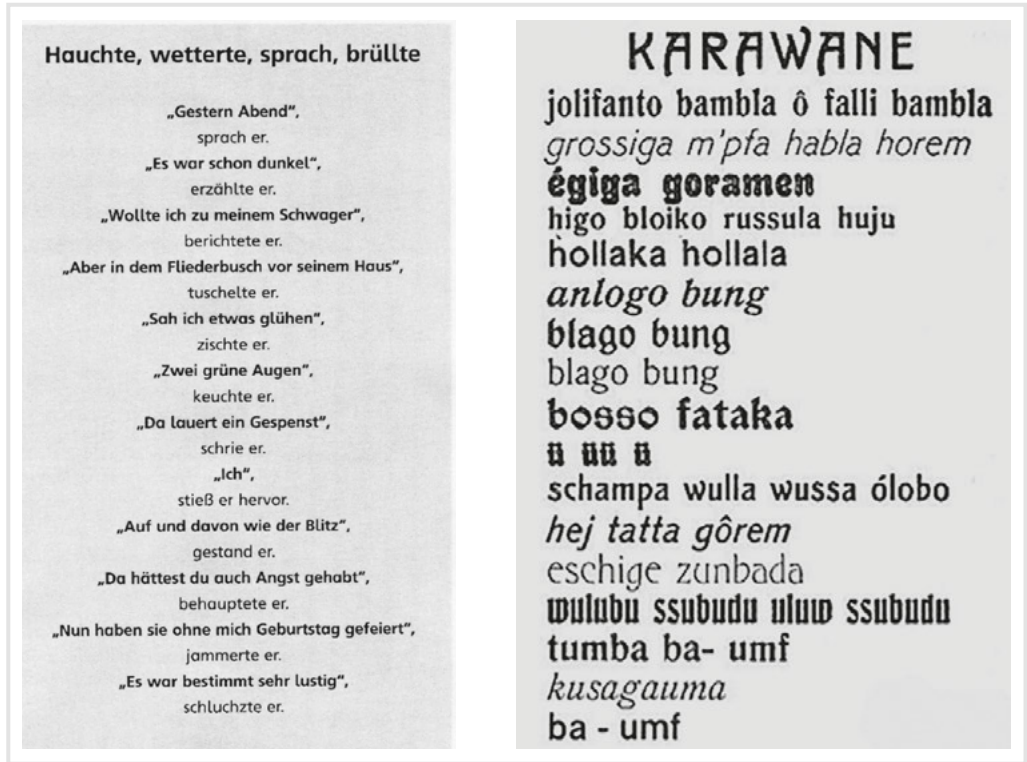 Hauchte, wetterte, sprach, brüllte
„Gestern Abend“,
sprach er.
„Es war schon dunkel“,
erzählte er.
„Wollte ich zu meinem Schwager“,
berichtete er.
„Aber in dem Fliederbusch vor seinem Haus“,
tuschelte er.
„Sah ich etwas glühen“,
zischte er.
„Zwei grüne Augen“,
keuchte er.
„Da lauert ein Gespenst“,
schrie er.
„Ich“,
stieß er hervor.
„Auf und davon wie der Blitz“,
gestand er.
„Da hättest du auch Angst gehabt“,
behauptete er.
„Nun haben sie ohne mich Geburtstag gefeiert“,
jammerte er.
„Es war bestimmt sehr lustig“,
schluchzte er.
KARAWANE
jolifanto bambla ô falli bambla
grossiga m'pfa habla horem
égiga goramen
higo bloiko russula huju
hollaka hollala
anlogo bung
blago bung
blago bung
bosso fataka
ü üü ü
schampa wulla wussa ólobo
hej tatta gôrem
eschige zunbada
wulubu ssubudu uluw ssubudu
tumba ba- umf
kusagauma
ba - umf